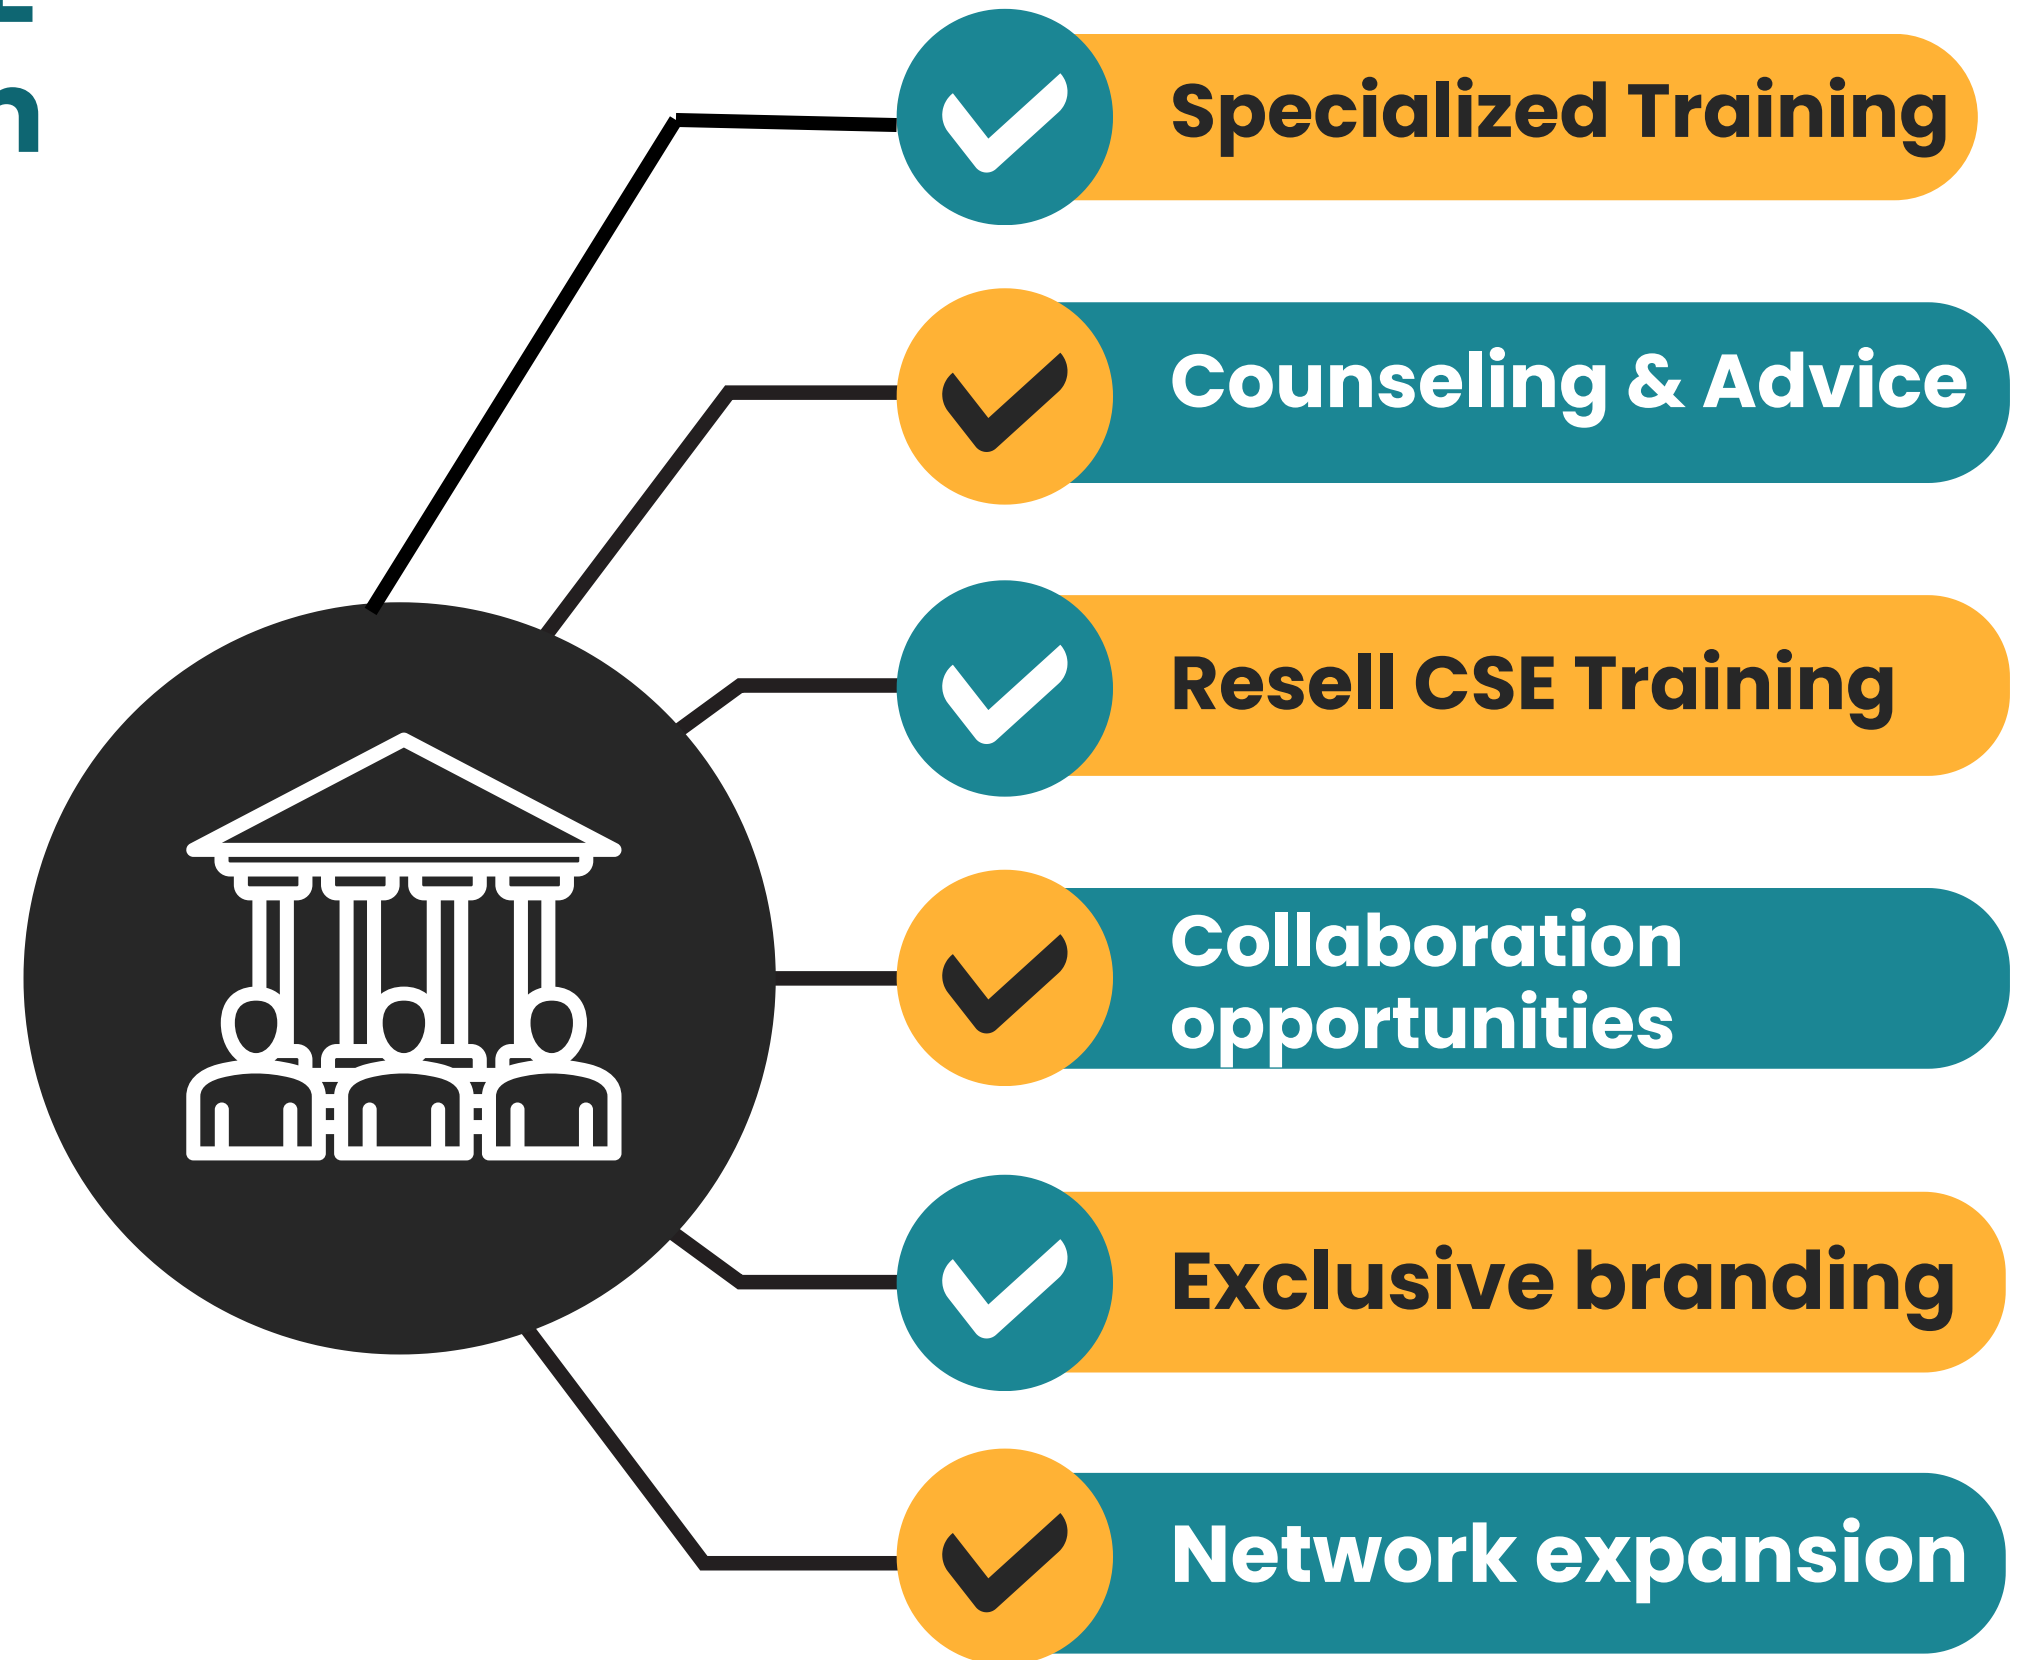 Specialized Training
Counseling & Advice
Resell CSE Training
Collaboration
opportunities
Exclusive branding
Network expansion